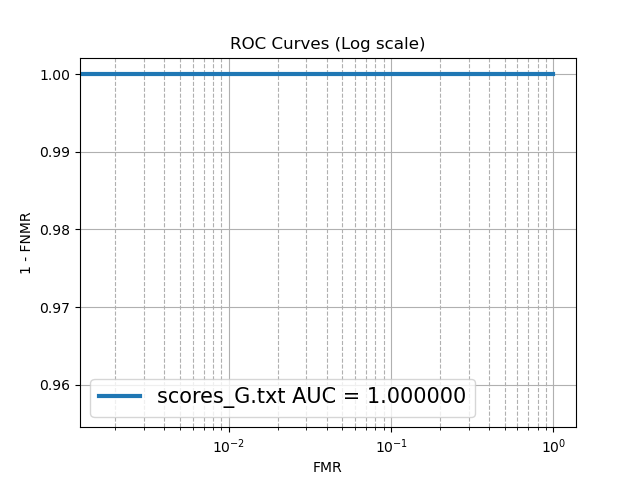 ROC Curves (Log scale)
1.00
0.99
0.98
0.97
0.96
1 - FNMR
scores_G.txt AUC = 1.000000
10⁻²
10⁻¹
10⁰
FMR